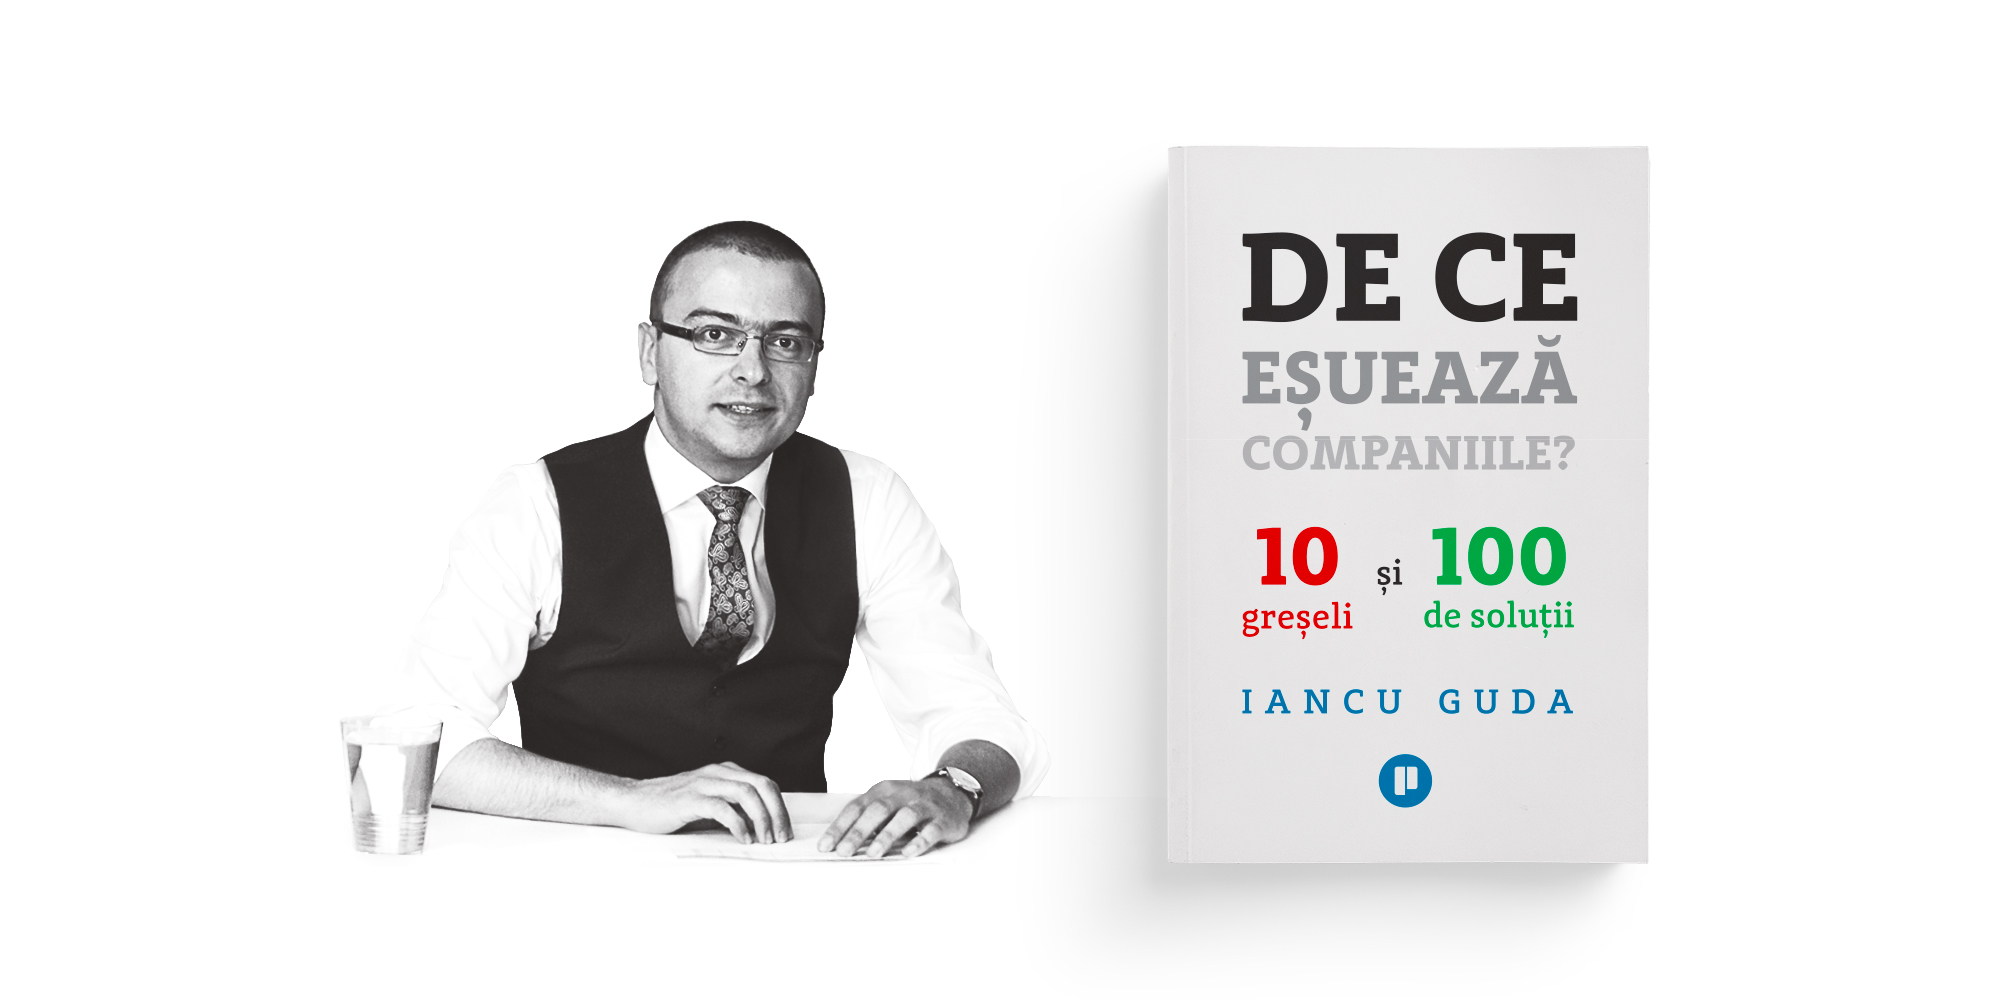 DE CE
EȘUEAZĂ
COMPANIILE?
10 și 100
greșeli de soluții
IANCU GUDA